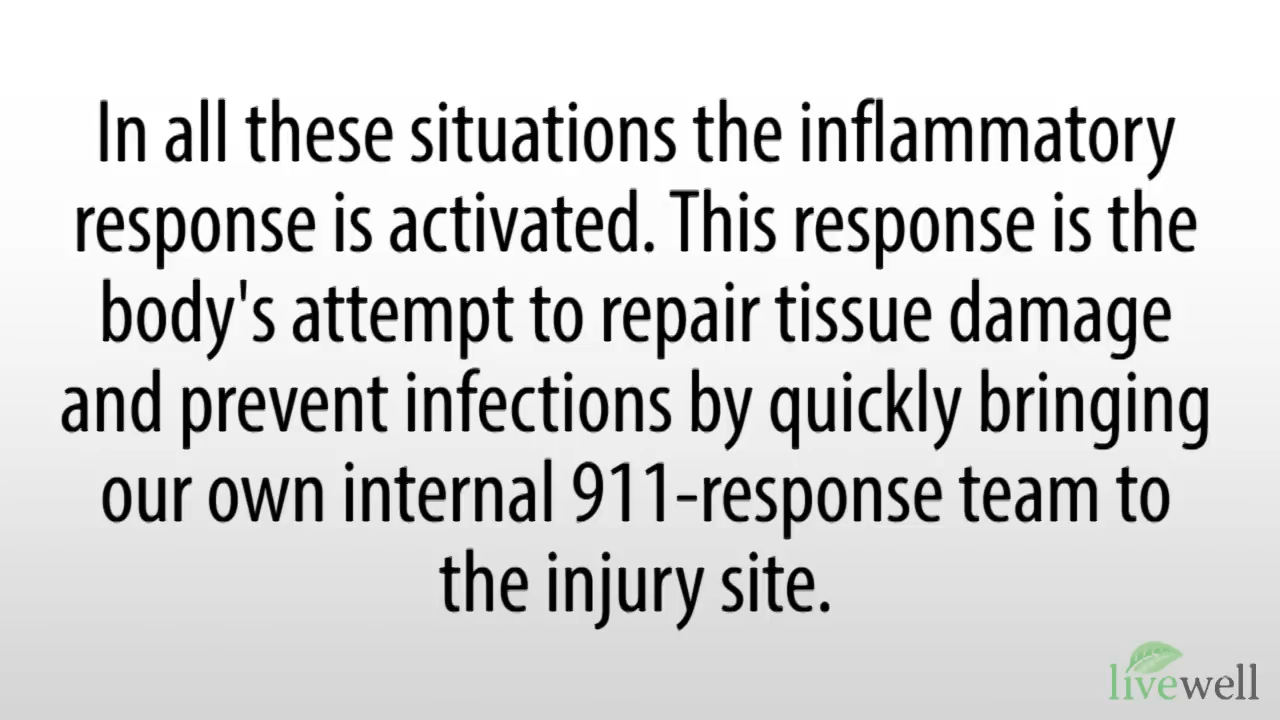 In all these situations the inflammatory
response is activated. This response is the
body's attempt to repair tissue damage
and prevent infections by quickly bringing
our own internal 911-response team to
the injury site.
livewell